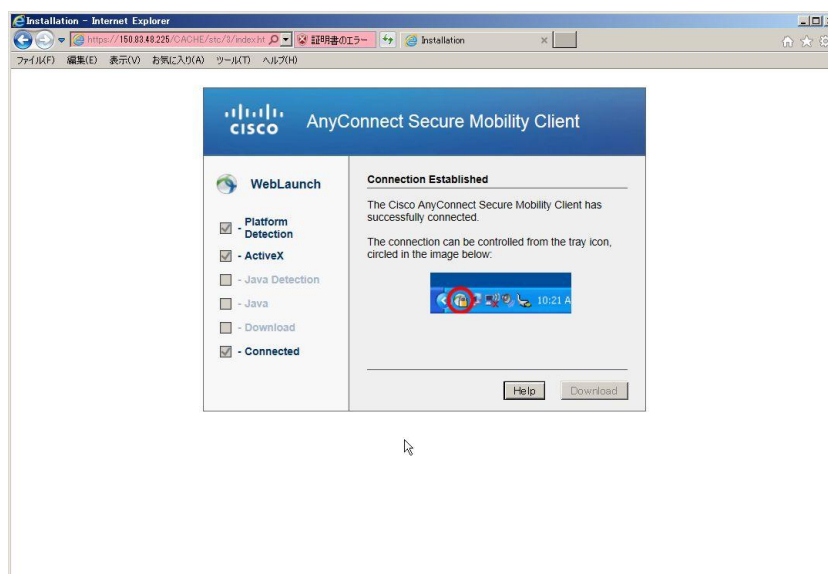 Installation - Internet Explorer
https://150.83.48.225/CACHE/stc/3/index.ht
証明書のエラー
Installation
ファイル(F) 編集(E) 表示(V) お気に入り(A) ツール(T) ヘルプ(H)
CISCO
AnyConnect Secure Mobility Client
WebLaunch
- Platform Detection
- ActiveX
- Java Detection
- Java
- Download
- Connected
Connection Established
The Cisco AnyConnect Secure Mobility Client has
successfully connected.
The connection can be controlled from the tray icon,
circled in the image below:
10:21 A
Help
Download